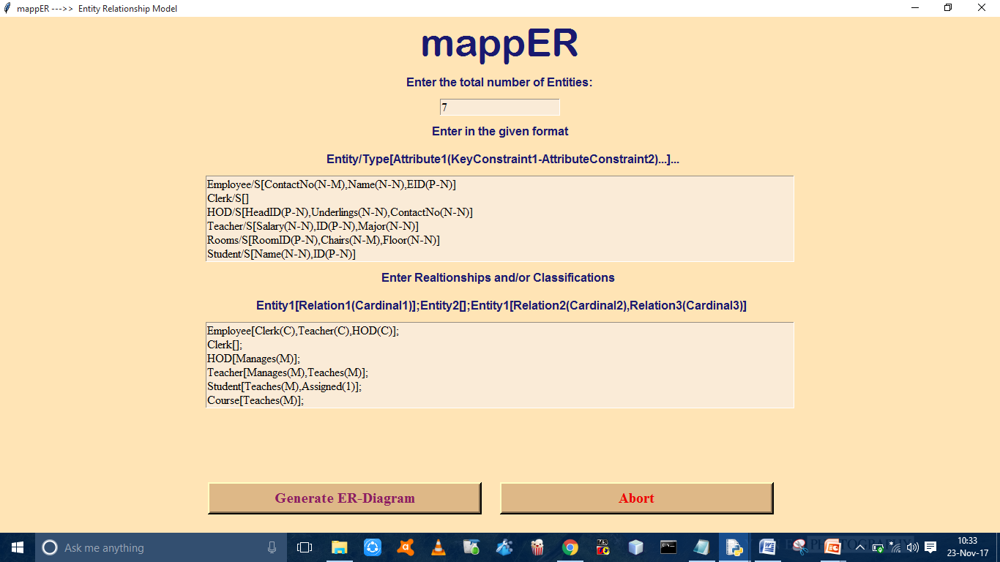 mappER --->> Entity Relationship Model
mappER
Enter the total number of Entities:
7
Enter in the given format
Entity/Type[Attribute1(KeyConstraint1-AttributeConstraint2)...]...
Employee/S[ContactNo(N-M),Name(N-N),EID(P-N)]
Clerk/S[]
HOD/S[HeadID(P-N),Underlings(N-N),ContactNo(N-N)]
Teacher/S[Salary(N-N),ID(P-N),Major(N-N)]
Rooms/S[RoomID(P-N),Chairs(N-M),Floor(N-N)]
Student/S[Name(N-N),ID(P-N)]
Enter Realtionships and/or Classifications
Entity1[Relation1(Cardinal1)];Entity2[];Entity1[Relation2(Cardinal2),Relation3(Cardinal3)]
Employee[Clerk(C),Teacher(C),HOD(C)];
Clerk[];
HOD[Manages(M)];
Teacher[Manages(M),Teaches(M)];
Student[Teaches(M),Assigned(1)];
Course[Teaches(M)];
Generate ER-Diagram
Abort
Ask me anything
10:33
23-Nov-17